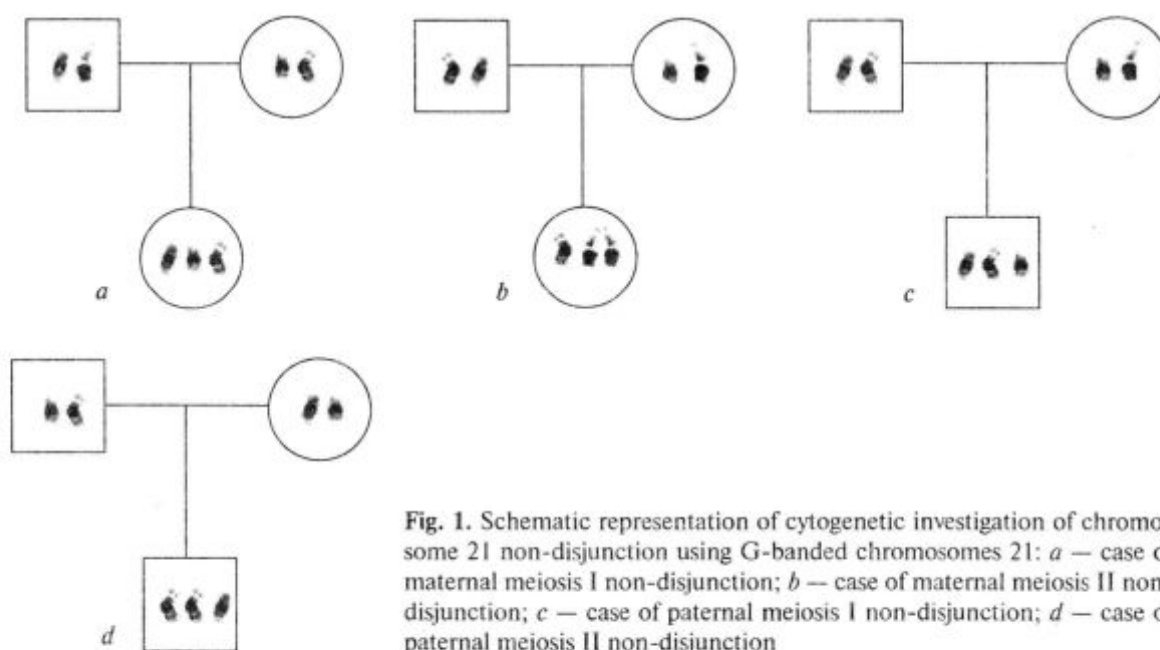 a
b
c
d
Fig. 1. Schematic representation of cytogenetic investigation of chromo
some 21 non-disjunction using G-banded chromosomes 21: a — case o
maternal meiosis I non-disjunction; b — case of maternal meiosis II non
disjunction; c — case of paternal meiosis I non-disjunction; d — case o
paternal meiosis II non-disjunction